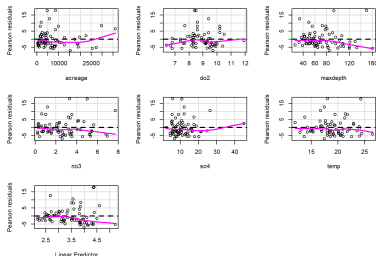 Pearson residuals -5 5 15 Pearson residuals -5 5 15 Pearson residuals -5 5 15
0 10000 25000 7 8 9 10 11 12 40 60 80 120 160
acreage do2 maxdepth
Pearson residuals -5 5 15 Pearson residuals -5 5 15 Pearson residuals -5 5 15
0 2 4 6 8 10 20 30 40 15 20 25
no3 so4 temp
Pearson residuals -5 5 15
2.5 3.5 4.5
Linear Predictor